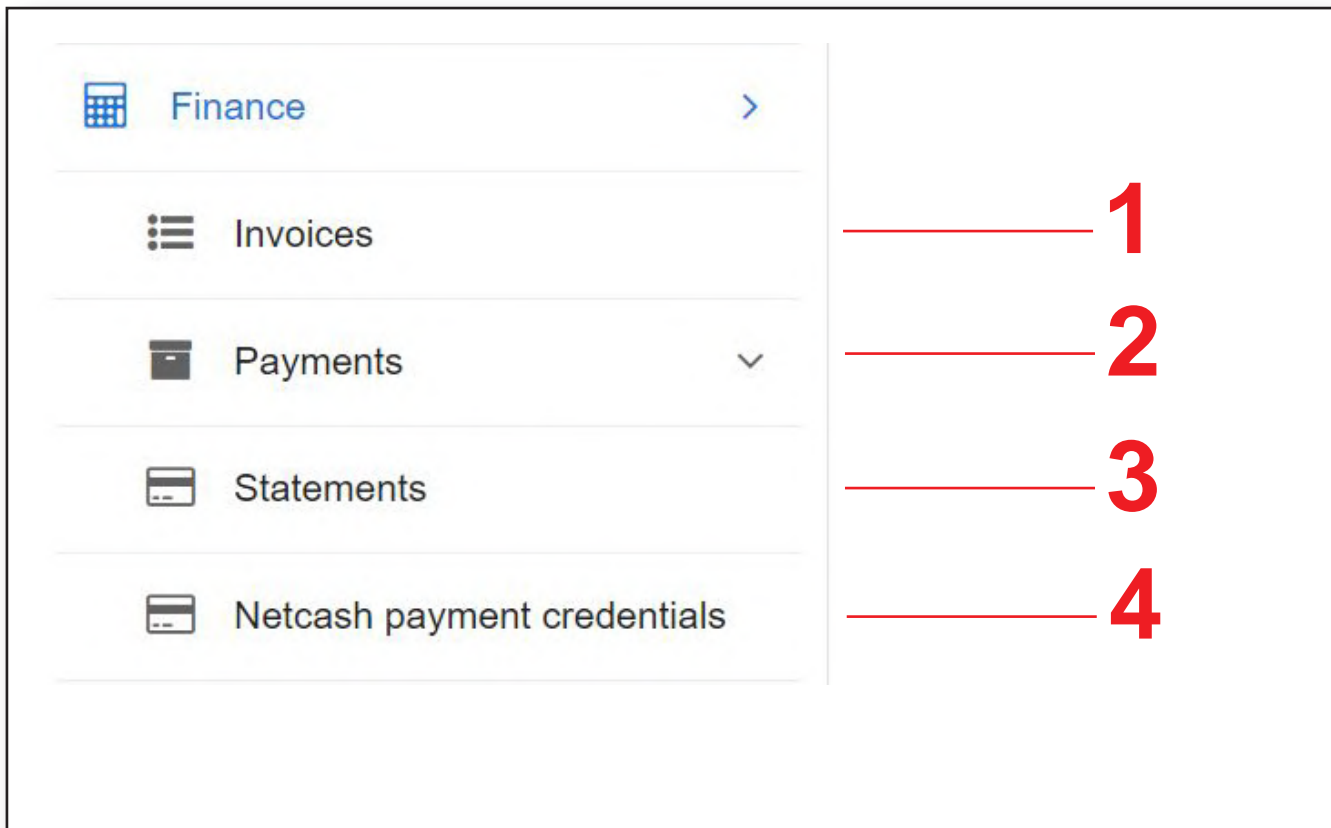 Finance
Invoices 1
Payments 2
Statements 3
Netcash payment credentials 4